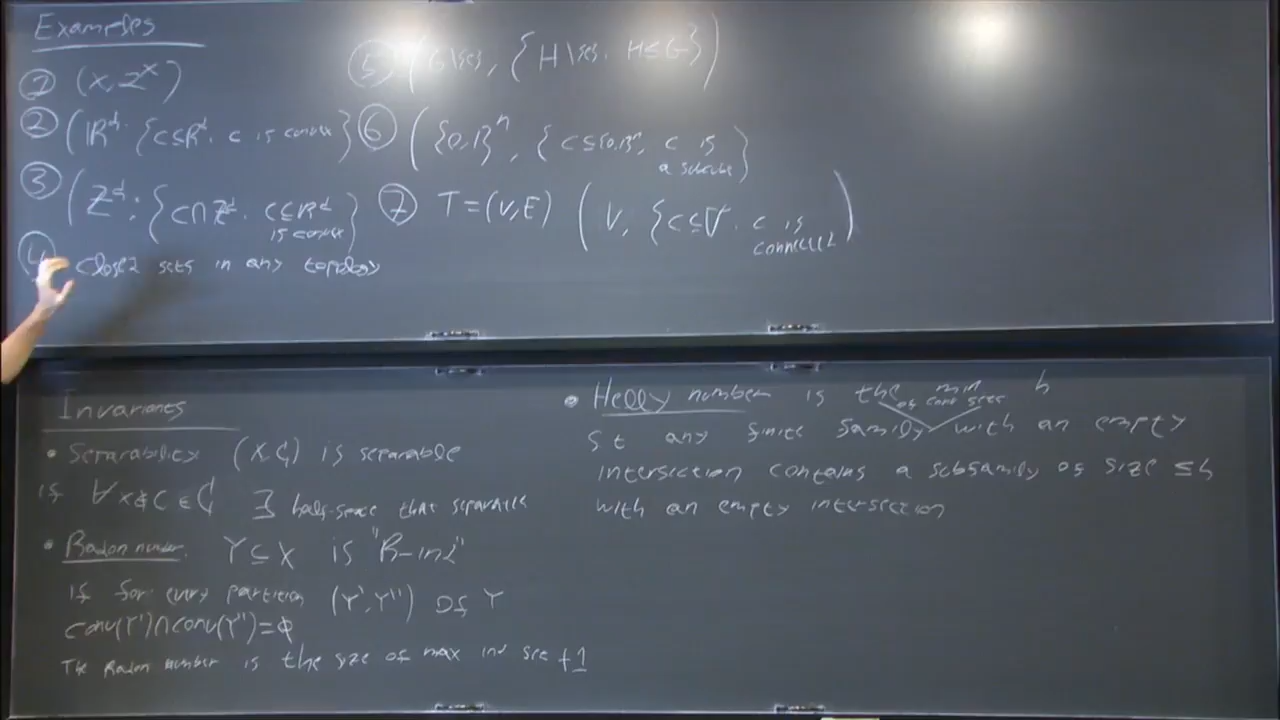 Examples
① (X, 2^X)
② (ℝ^d, {C⊆ℝ^d. C is convex}
③ (ℤ^d, {C∩ℤ^d. C⊆ℝ^d is convex})
④ closed sets in any topology
⑤ ( , {H H≤G})
⑥ ({0,1}^n, {C⊆{0,1}^n, C is a subcube})
⑦ T=(V,E) (V, {C⊆V. C is connected)
Invariants
• Separability (X,C) is separable
if ∀ x∉C∈C ∃ half-space that separates
• Radon number. Y⊆X is "R-ind"
if for every partition (Y',Y'') of Y
conv(Y')∩conv(Y'')=∅
The Radon number is the size of max ind set +1
• Helly number is the min h
of conv sets
st any finite family with an empty
intersection contains a subfamily of size ≤h
with an empty intersection